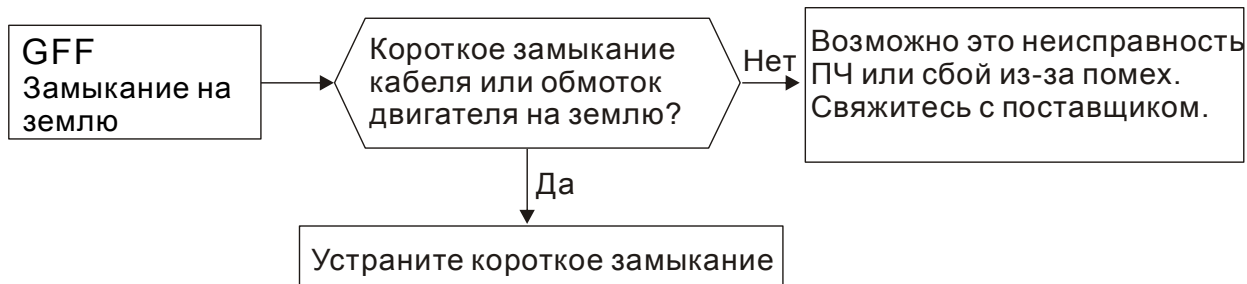 GFF
Замыкание на
землю
Короткое замыкание
кабеля или обмоток
двигателя на землю?
Нет
Возможно это неисправность
ПЧ или сбой из-за помех.
Свяжитесь с поставщиком.
Да
Устраните короткое замыкание